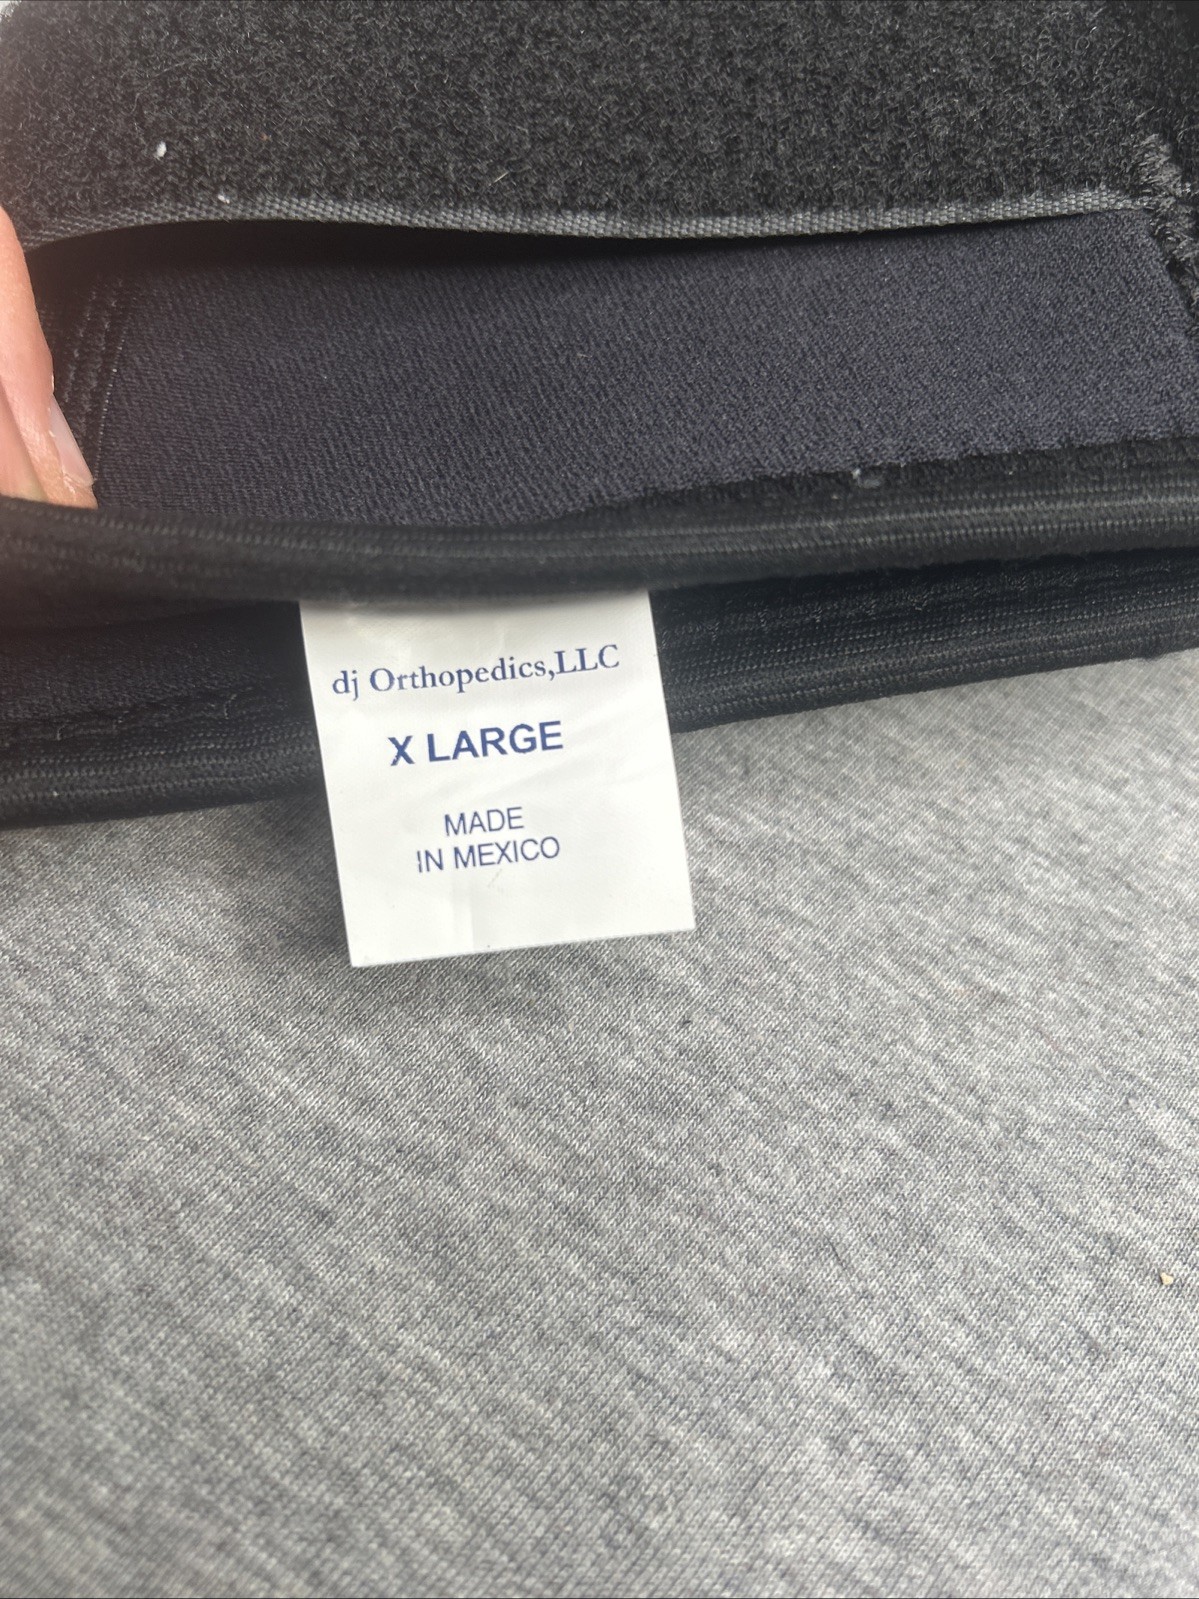 dj Orthopedics,LLC
X LARGE
MADE
IN MEXICO